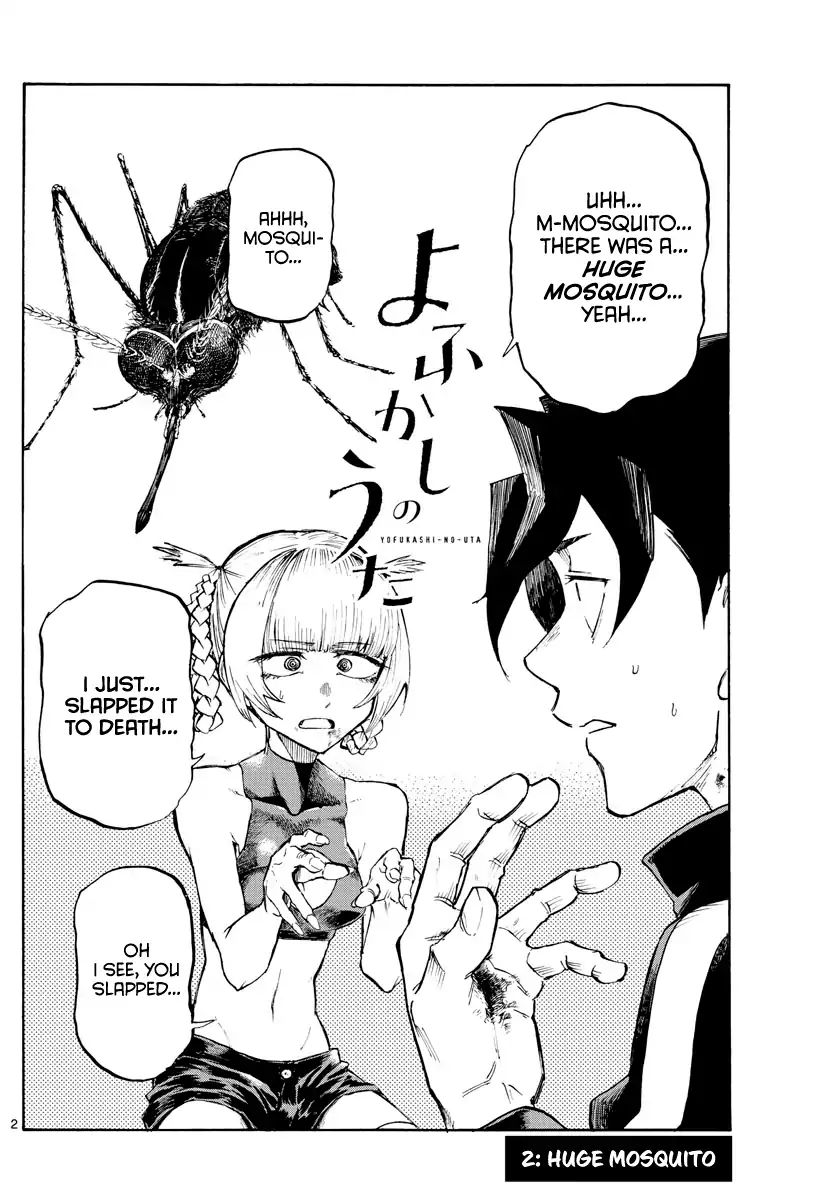 UHH...
M-MOSQUITO...
THERE WAS A...
HUGE
MOSQUITO...
YEAH...
AHHH,
MOSQUI-
TO...
よふかしのうた
YOFUKASHI-NO-UTA
I JUST...
SLAPPED IT
TO DEATH...
OH
I SEE, YOU
SLAPPED...
2
2: HUGE MOSQUITO